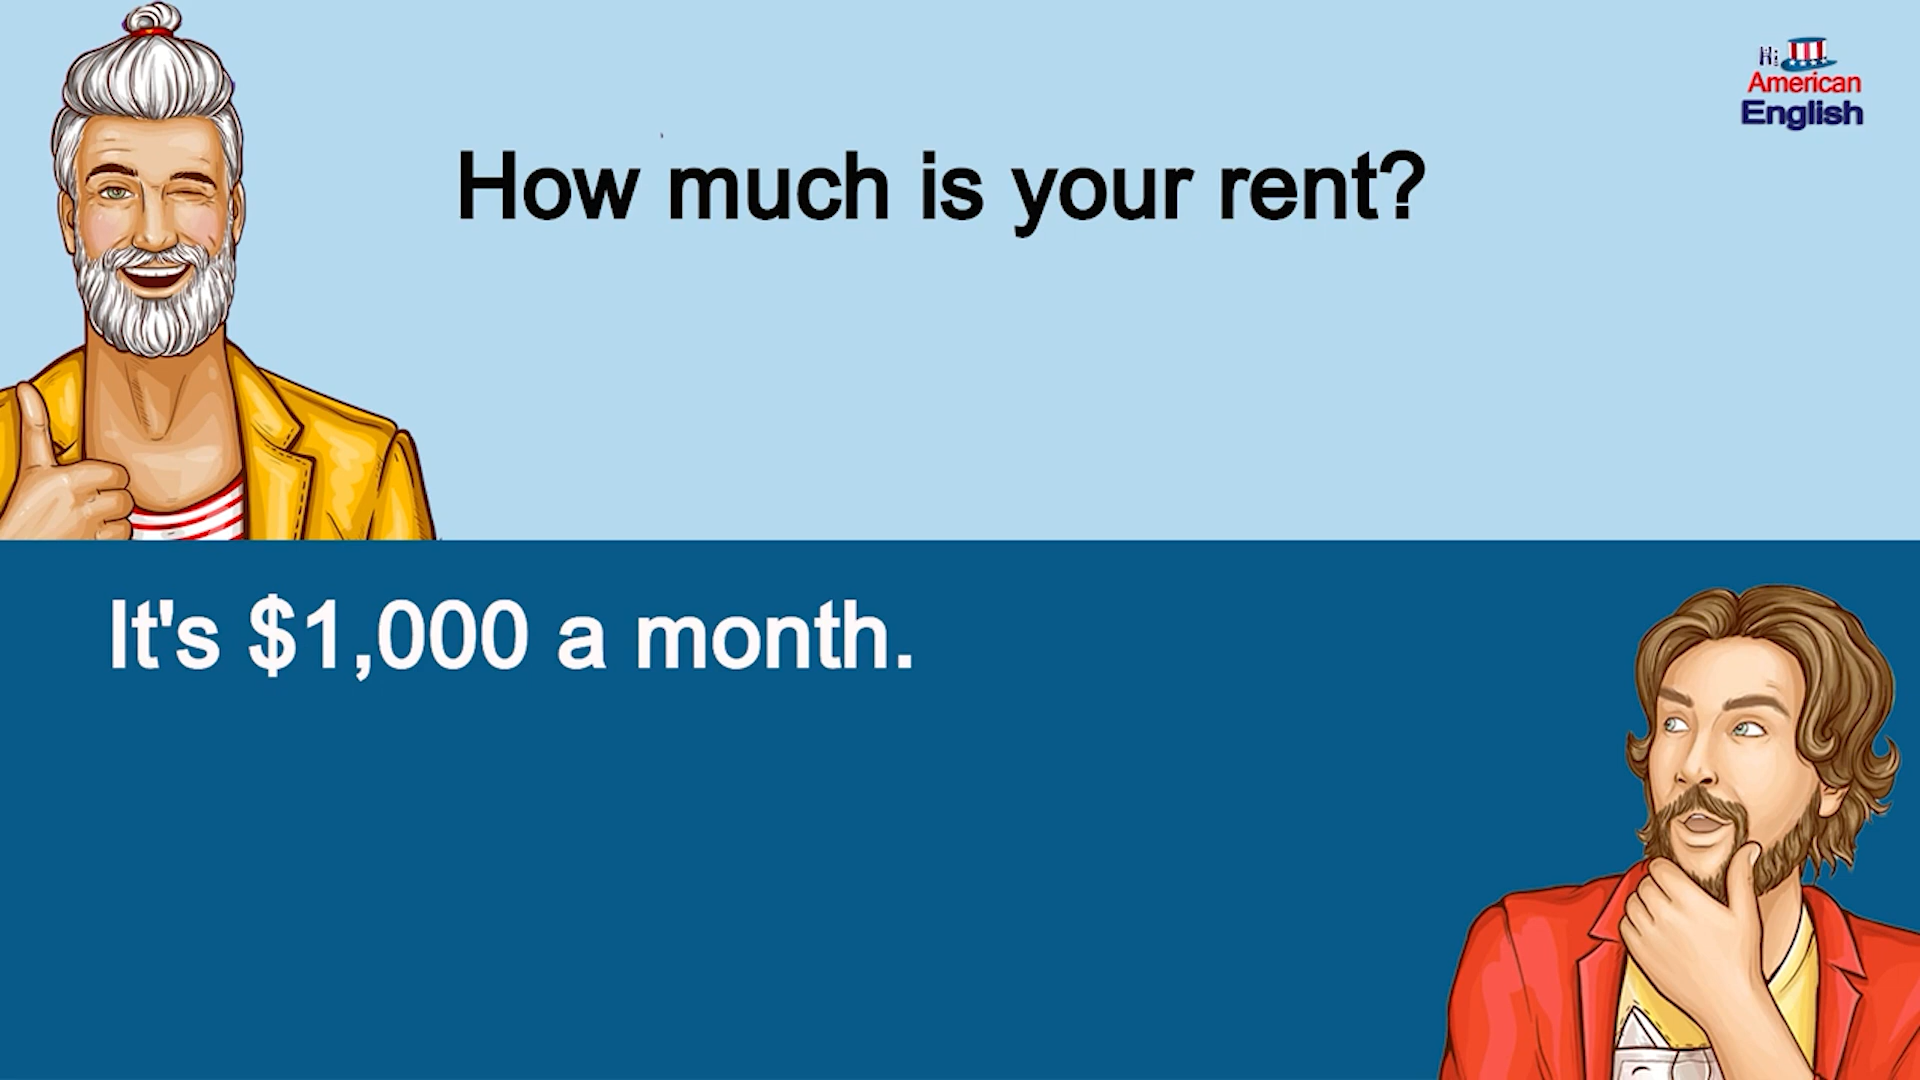 Hi
American
English
How much is your rent?
It's $1,000 a month.